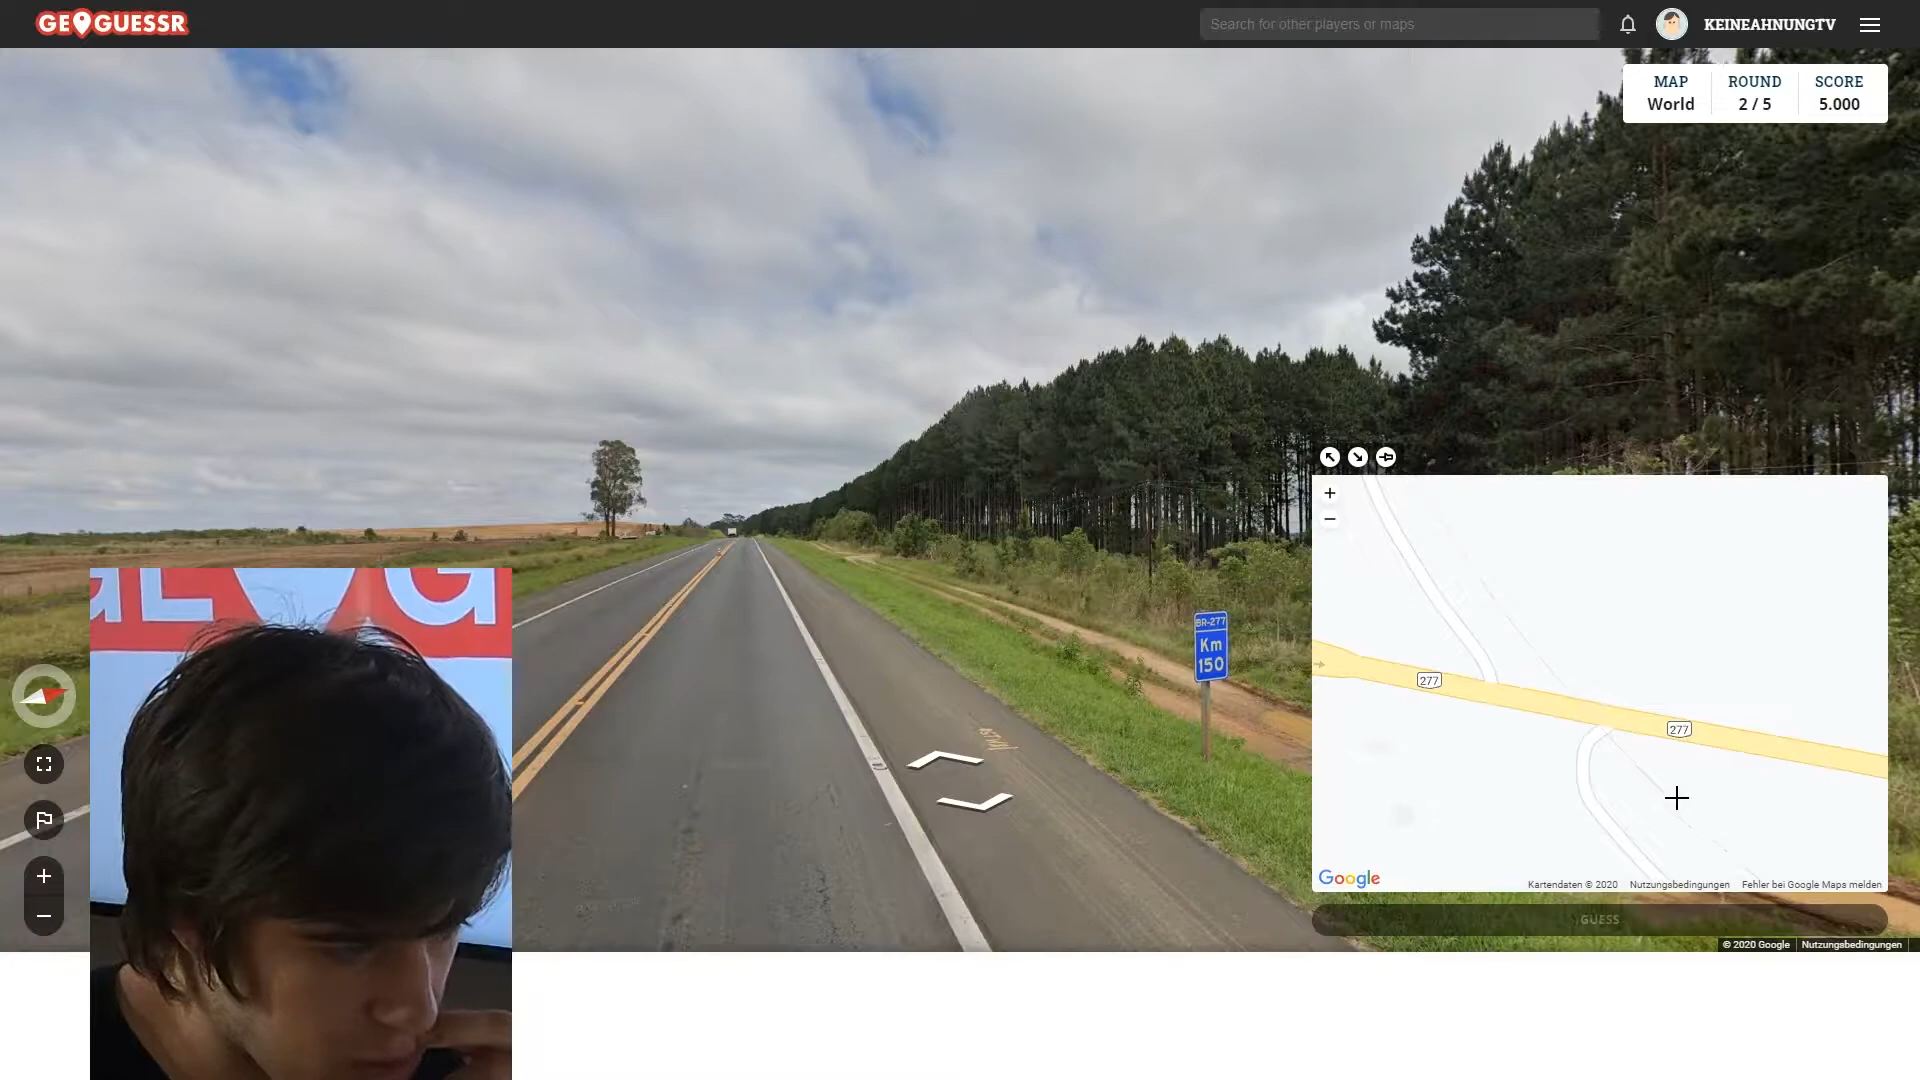 GEOGUESSR
Search for other players or maps
KEINEAHNUNGTV
MAP
World
ROUND
2 / 5
SCORE
5.000
BR-277
Km
150
277
277
Google
Kartendaten © 2020
Nutzungsbedingungen
Fehler bei Google Maps melden
GUESS
© 2020 Google
Nutzungsbedingungen